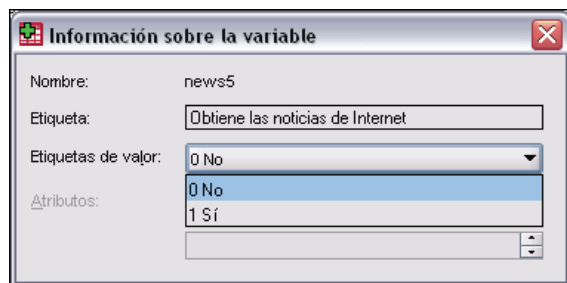 Información sobre la variable
Nombre: news5
Etiqueta: Obtiene las noticias de Internet
Etiquetas de valor: 0 No
0 No
Atributos:
1 Sí